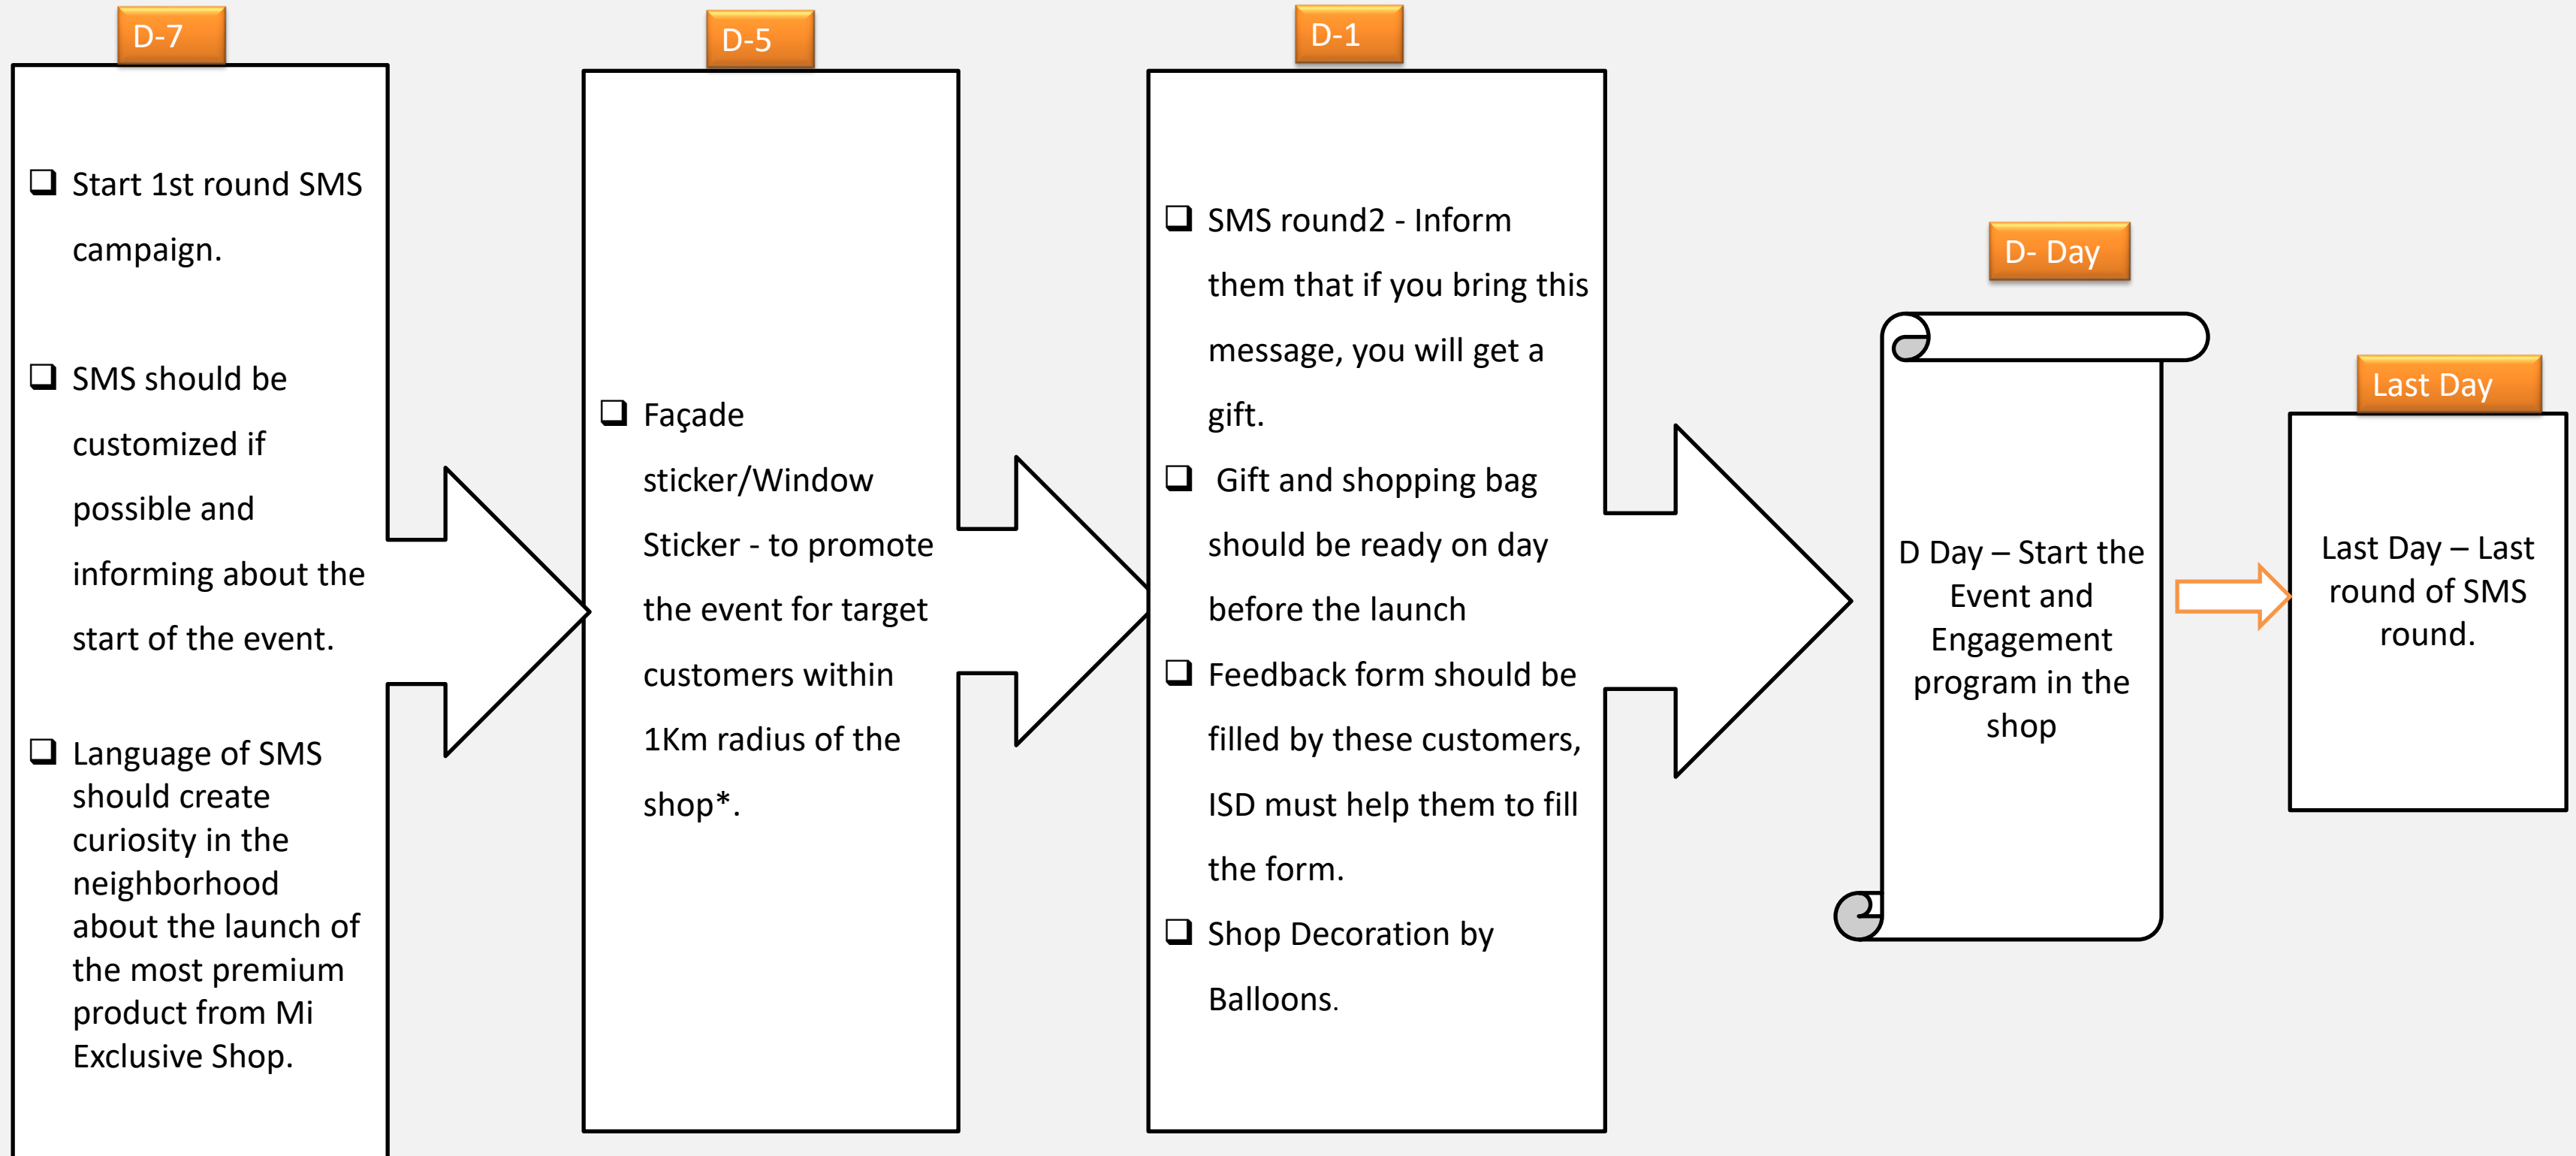 D-7
Start 1st round SMS
campaign.
SMS should be
customized if
possible and
informing about the
start of the event.
Language of SMS
should create
curiosity in the
neighborhood
about the launch of
the most premium
product from Mi
Exclusive Shop.
D-5
Façade
sticker/Window
Sticker - to promote
the event for target
customers within
1Km radius of the
shop*.
D-1
SMS round2 - Inform
them that if you bring this
message, you will get a
gift.
Gift and shopping bag
should be ready on day
before the launch
Feedback form should be
filled by these customers,
ISD must help them to fill
the form.
Shop Decoration by
Balloons.
D- Day
D Day – Start the
Event and
Engagement
program in the
shop
Last Day
Last Day – Last
round of SMS
round.